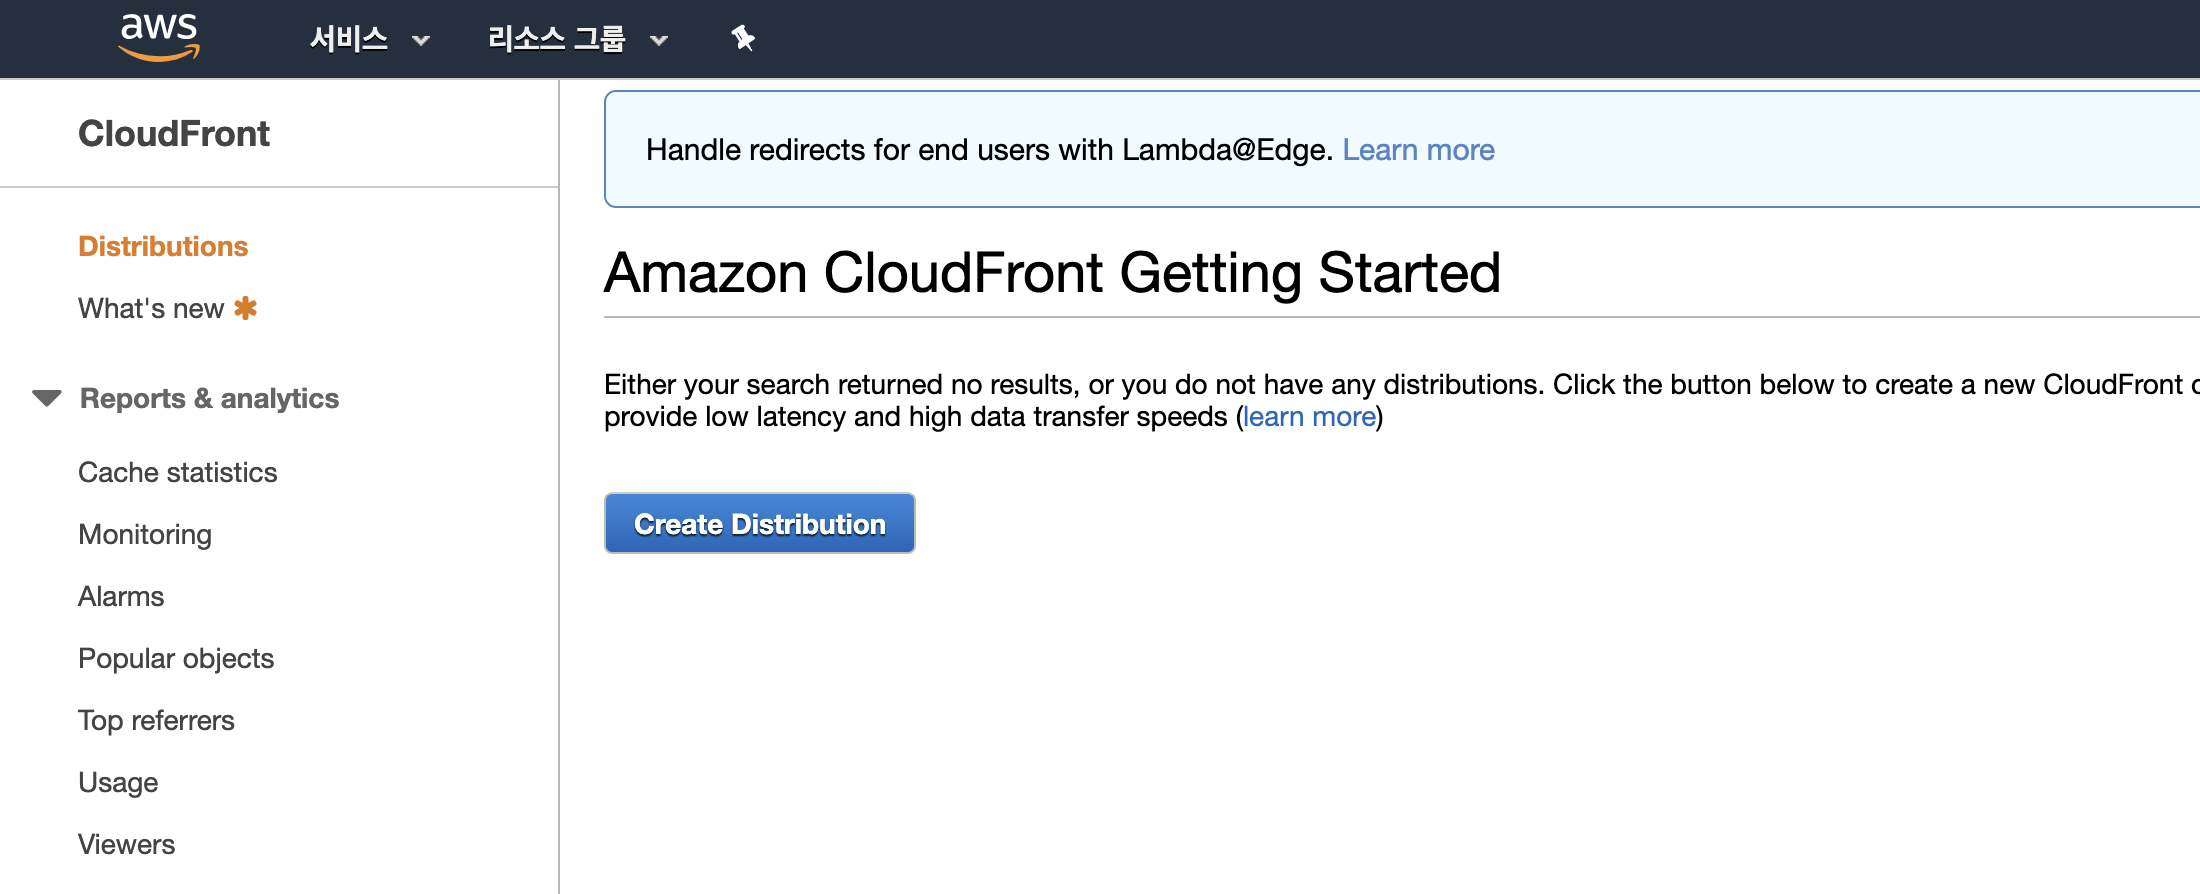 aws 서비스 리소스 그룹
CloudFront
Distributions
What's new
Reports & analytics
Cache statistics
Monitoring
Alarms
Popular objects
Top referrers
Usage
Viewers
Handle redirects for end users with Lambda@Edge. Learn more
Amazon CloudFront Getting Started
Either your search returned no results, or you do not have any distributions. Click the button below to create a new CloudFront
provide low latency and high data transfer speeds (learn more)
Create Distribution